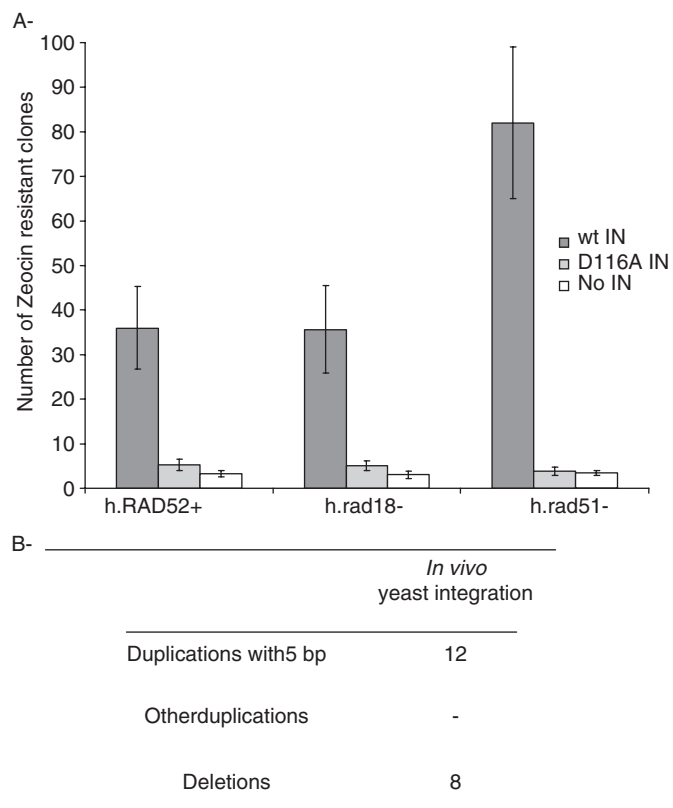 A-
Number of Zeocin resistant clones
100
90
80
70
60
50
40
30
20
10
0
wt IN
D116A IN
No IN
h.RAD52+ h.rad18- h.rad51-
B-
In vivo
yeast integration
Duplications with5 bp 12
Otherduplications -
Deletions 8